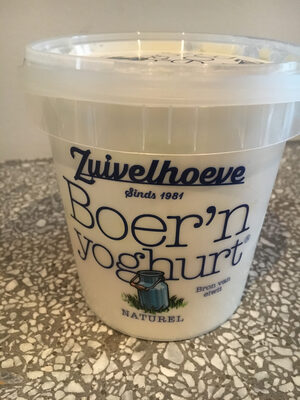 Zuivelhoeve
Sinds 1981
Boer'n
yoghurt®
Bron van
eiwit
NATUREL